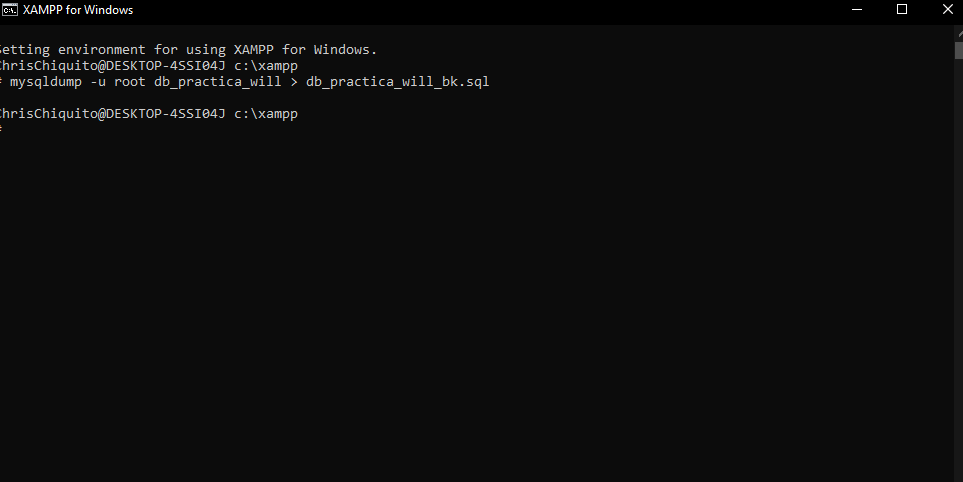 XAMPP for Windows
Setting environment for using XAMPP for Windows.
ChrisChiquito@DESKTOP-4SSI04J c:\xampp
# mysqldump -u root db_practica_will > db_practica_will_bk.sql
ChrisChiquito@DESKTOP-4SSI04J c:\xampp
#